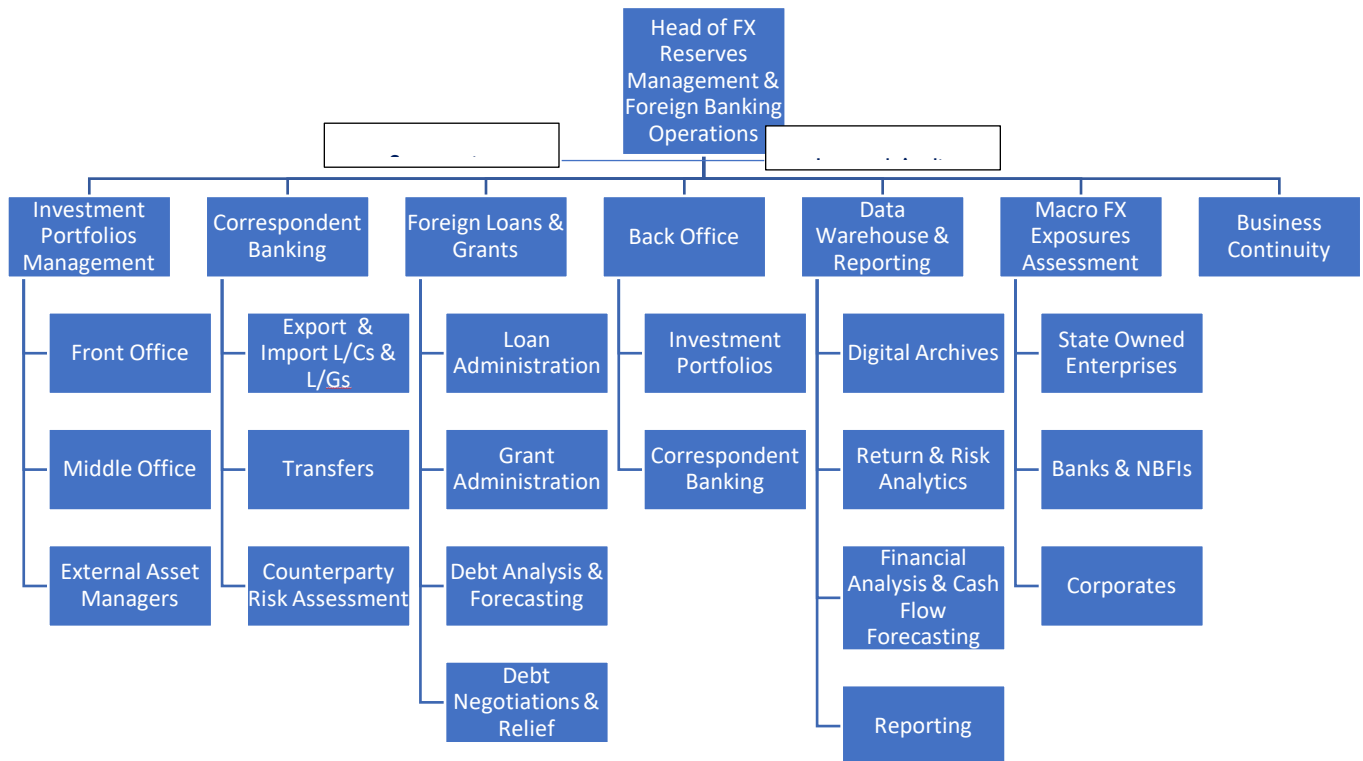 Head of FX
Reserves
Management &
Foreign Banking
Operations
Investment
Portfolios
Management
Correspondent
Banking
Foreign Loans &
Grants
Back Office
Data
Warehouse &
Reporting
Macro FX
Exposures
Assessment
Business
Continuity
Front Office
Middle Office
External Asset
Managers
Export & 
Import L/Cs &
L/Gs
Transfers
Counterparty
Risk Assessment
Loan
Administration
Grant
Administration
Debt Analysis &
Forecasting
Debt
Negotiations &
Relief
Investment
Portfolios
Correspondent
Banking
Digital Archives
Return & Risk
Analytics
Financial
Analysis & Cash
Flow
Forecasting
Reporting
State Owned
Enterprises
Banks & NBFIs
Corporates